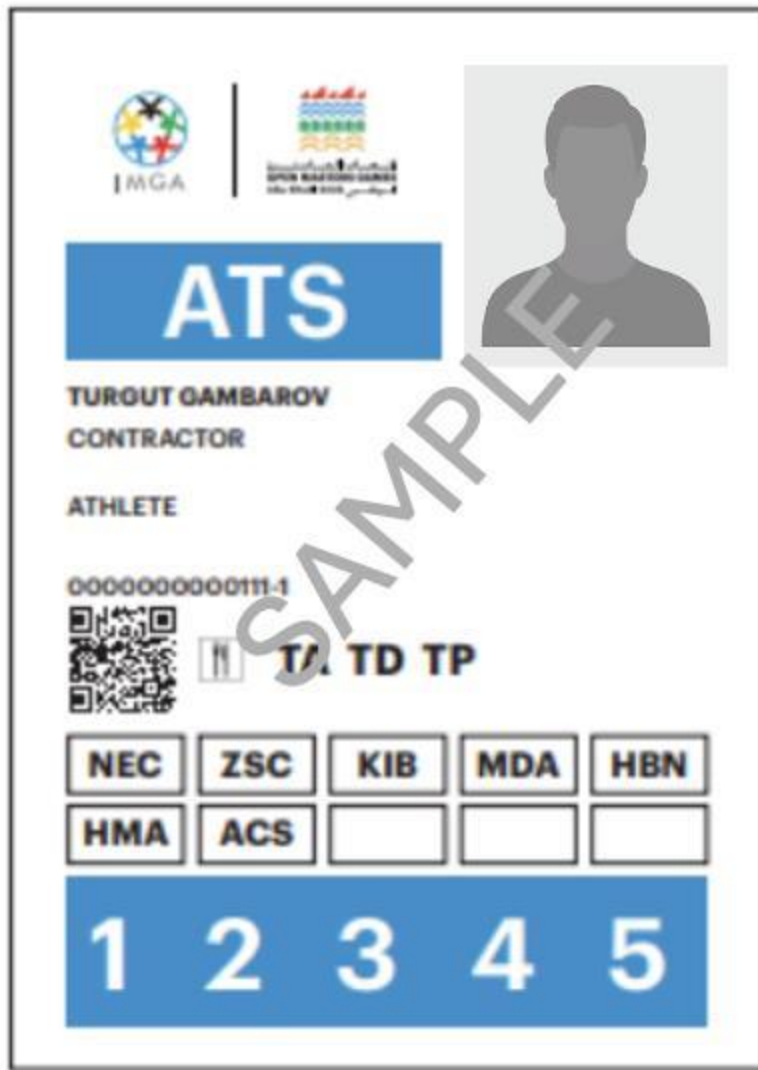 IMGA
OPEN MASTERS GAMES
ATS
TURGUT GAMBAROV
CONTRACTOR
ATHLETE
0000000000111-1
TA TD TP
NEC ZSC KIB MDA HBN
HMA ACS
1 2 3 4 5
SAMPLE